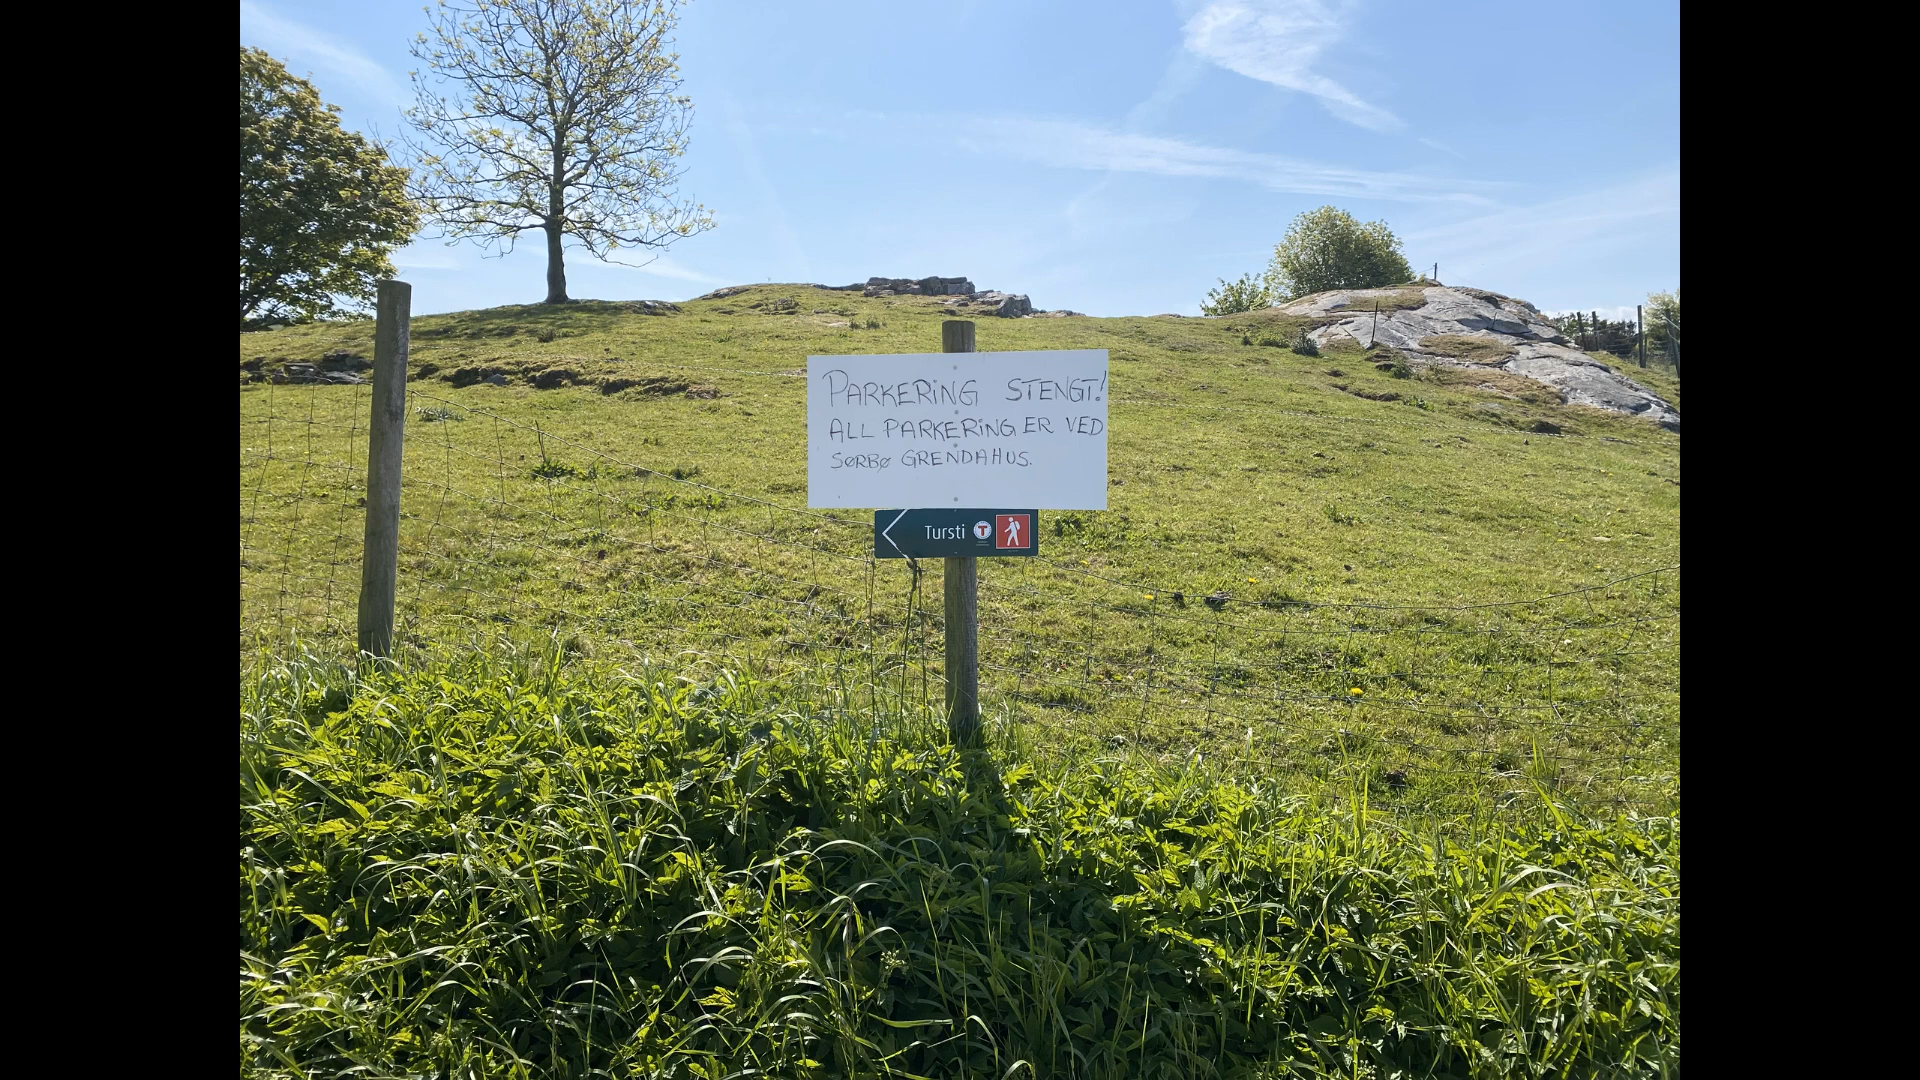 PARKERING STENGT!
ALL PARKERING ER VED
SØRBØ GRENDAHUS.
Tursti T